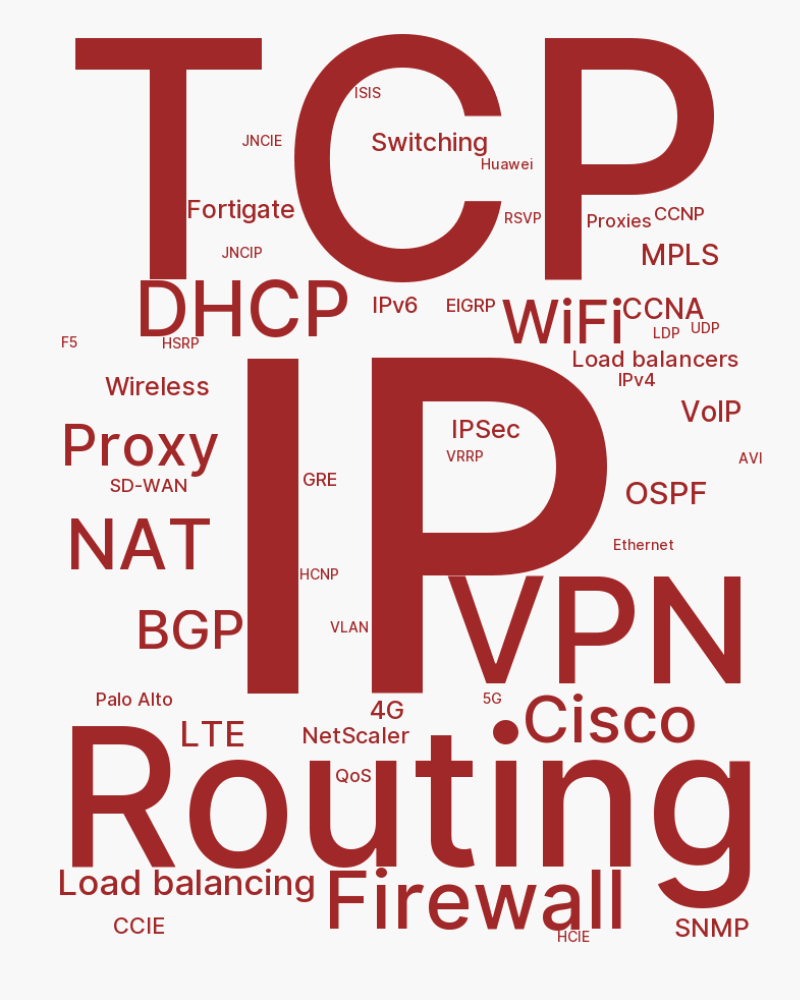 TCP
ISIS
JNCIE
Switching
Huawei
Fortigate
RSVP
Proxies
CCNP
JNCIP
MPLS
DHCP
IPv6
EIGRP
WiFi
CCNA
LDP
UDP
F5
HSRP
Load balancers
IP
Wireless
IPv4
VoIP
Proxy
IPSec
VRRP
AVI
SD-WAN
GRE
OSPF
NAT
Ethernet
HCNP
BGP
VLAN
VPN
Palo Alto
4G
5G
Cisco
LTE
NetScaler
QoS
Routing
Load balancing
Firewall
CCIE
HCIE
SNMP